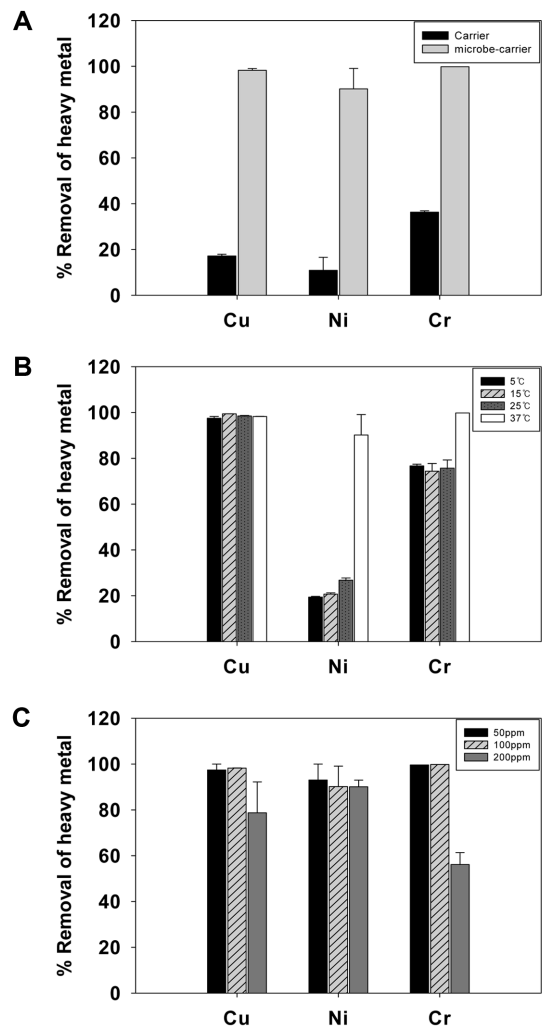 A
% Removal of heavy metal
120
100
80
60
40
20
0
Carrier
microbe-carrier
Cu Ni Cr
B
% Removal of heavy metal
120
100
80
60
40
20
0
5℃
15℃
25℃
37℃
Cu Ni Cr
C
% Removal of heavy metal
120
100
80
60
40
20
0
50ppm
100ppm
200ppm
Cu Ni Cr